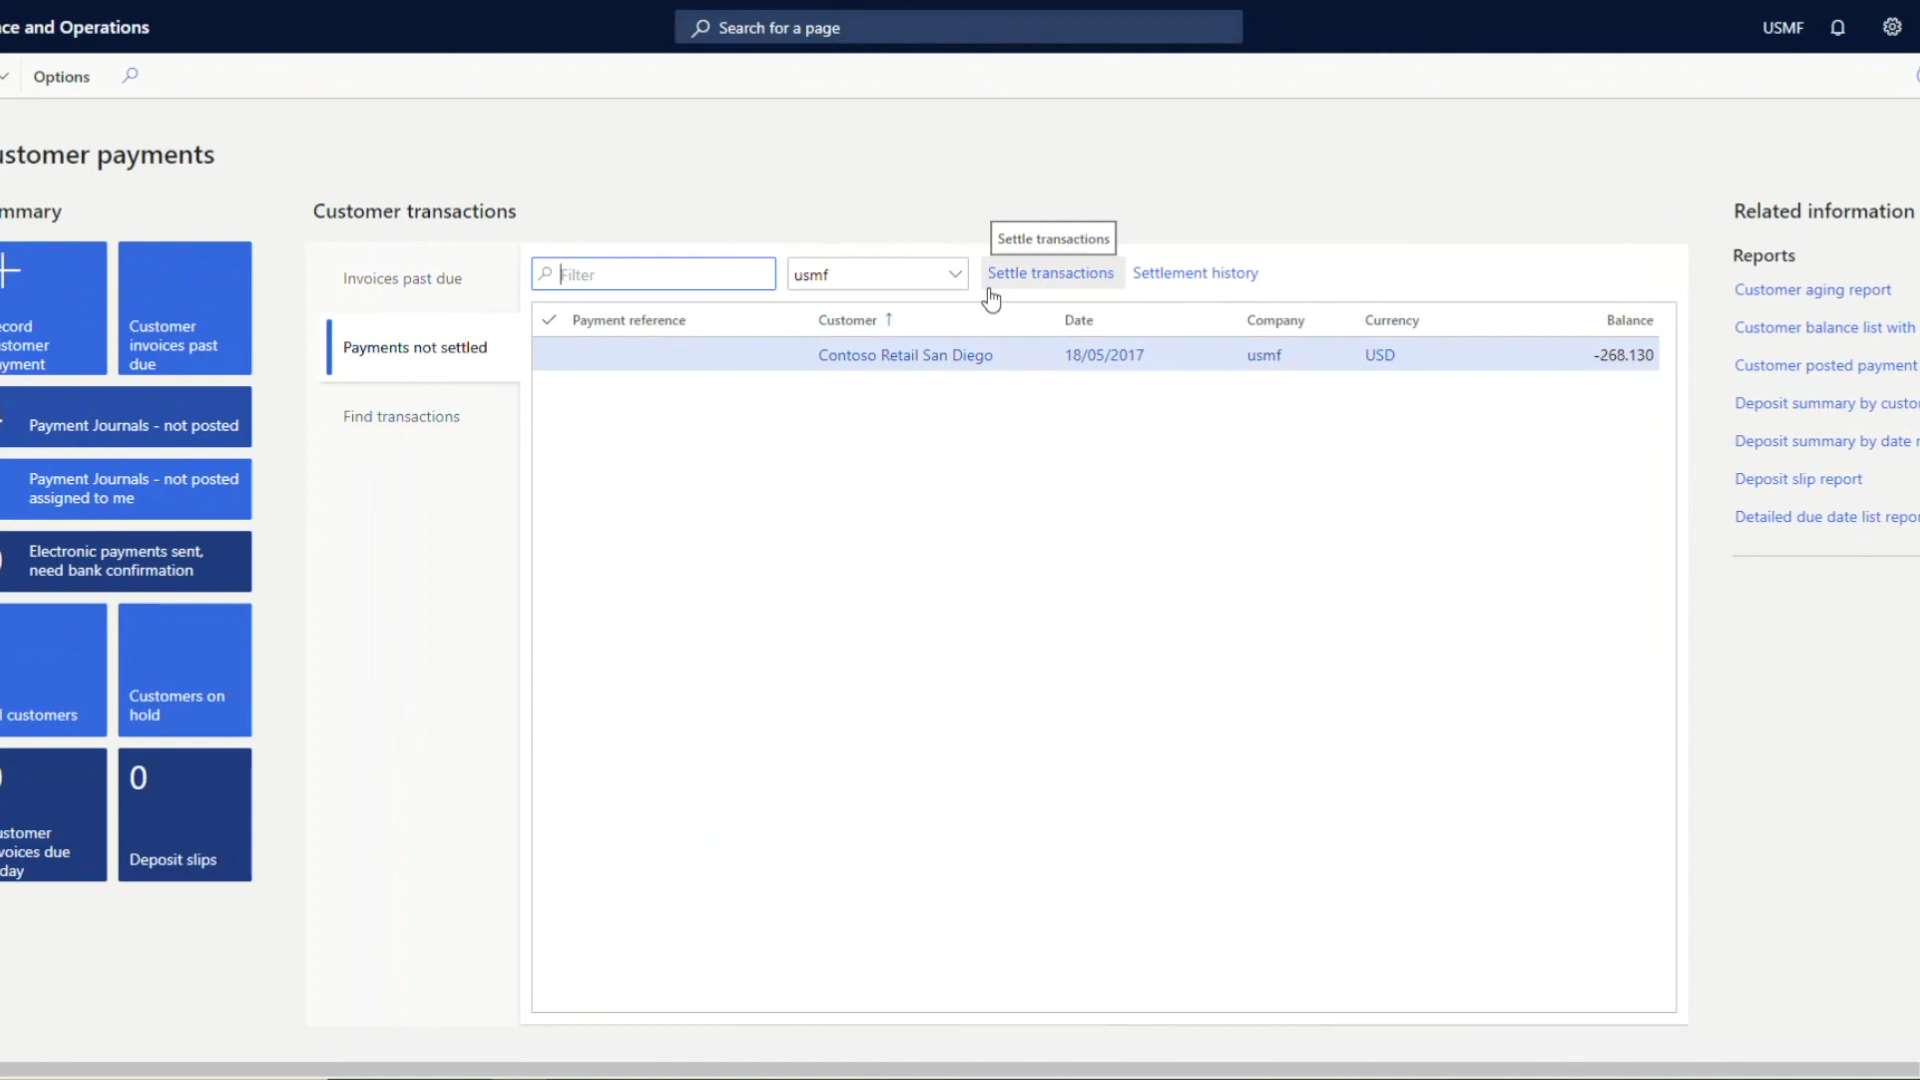 ce and Operations
Search for a page
USMF
Options
ustomer payments
mmary
Customer transactions
Related information
ecord
ustomer
yment
Customer
invoices past
due
Payment Journals - not posted
Payment Journals - not posted
assigned to me
Electronic payments sent,
need bank confirmation
l customers
Customers on
hold
ustomer
voices due
day
0
Deposit slips
Invoices past due
Payments not settled
Find transactions
Filter
usmf
Settle transactions
Settle transactions
Settlement history
Payment reference
Customer
Date
Company
Currency
Balance
Contoso Retail San Diego
18/05/2017
usmf
USD
-268.130
Reports
Customer aging report
Customer balance list with
Customer posted payment
Deposit summary by custo
Deposit summary by date r
Deposit slip report
Detailed due date list repor